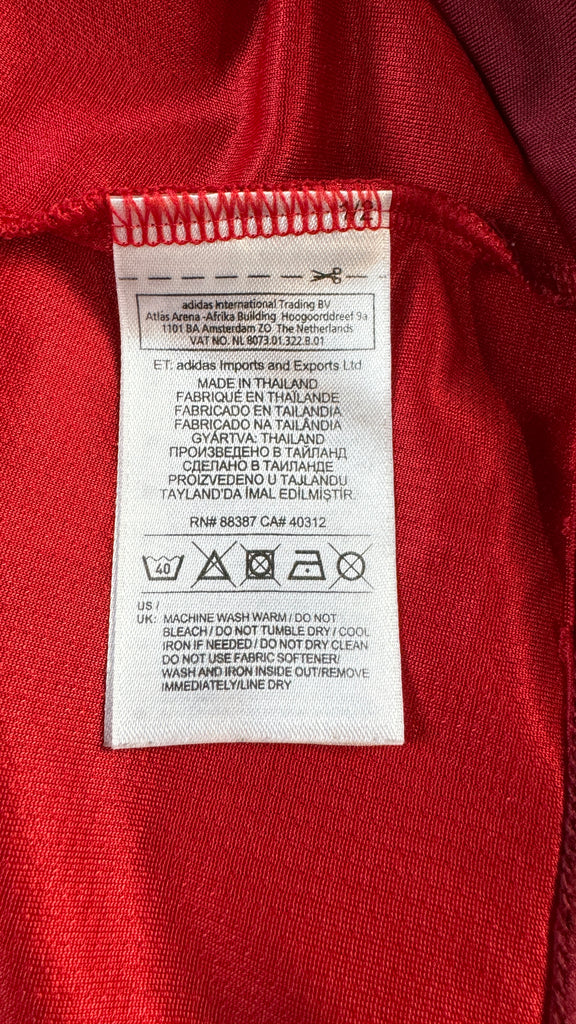 1/2
adidas International Trading BV
Atlas Arena -Afrika Building Hoogoorddreef 9a
1101 BA Amsterdam ZO The Netherlands
VAT NO. NL 8073.01.322.B.01
ET: adidas Imports and Exports Ltd
MADE IN THAILAND
FABRIQUÉ EN THAÏLANDE
FABRICADO EN TAILANDIA
FABRICADO NA TAILÂNDIA
GYÁRTVA: THAILAND
ПРОИЗВЕДЕНО В ТАЙЛАНД
СДЕЛАНО В ТАИЛАНДЕ
PROIZVEDENO U TAJLANDU
TAYLAND'DA İMAL EDİLMİŞTİR.
RN# 88387 CA# 40312
40
US /
UK: MACHINE WASH WARM / DO NOT
BLEACH / DO NOT TUMBLE DRY / COOL
IRON IF NEEDED / DO NOT DRY CLEAN
DO NOT USE FABRIC SOFTENER/
WASH AND IRON INSIDE OUT/REMOVE
IMMEDIATELY/LINE DRY